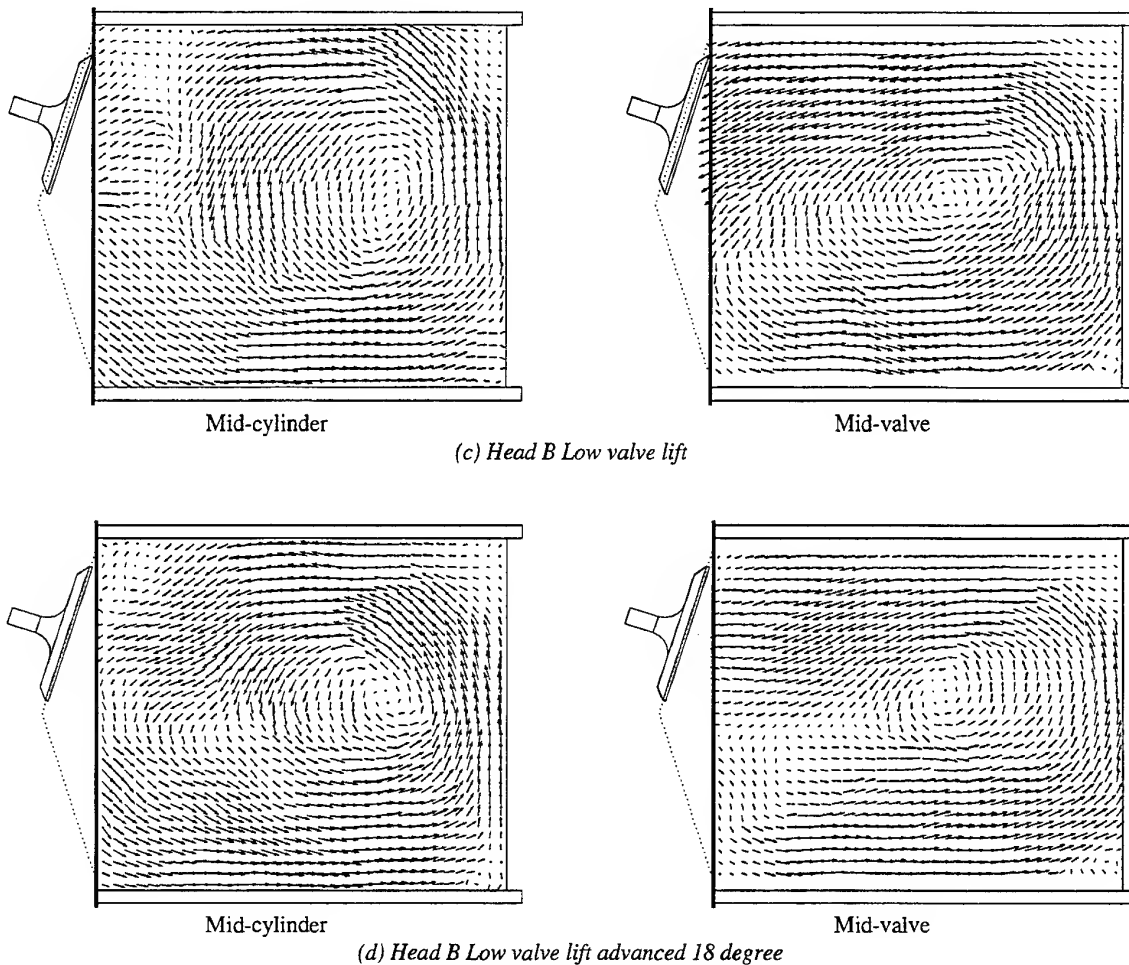 Mid-cylinder
Mid-valve
(c) Head B Low valve lift
Mid-cylinder
Mid-valve
(d) Head B Low valve lift advanced 18 degree